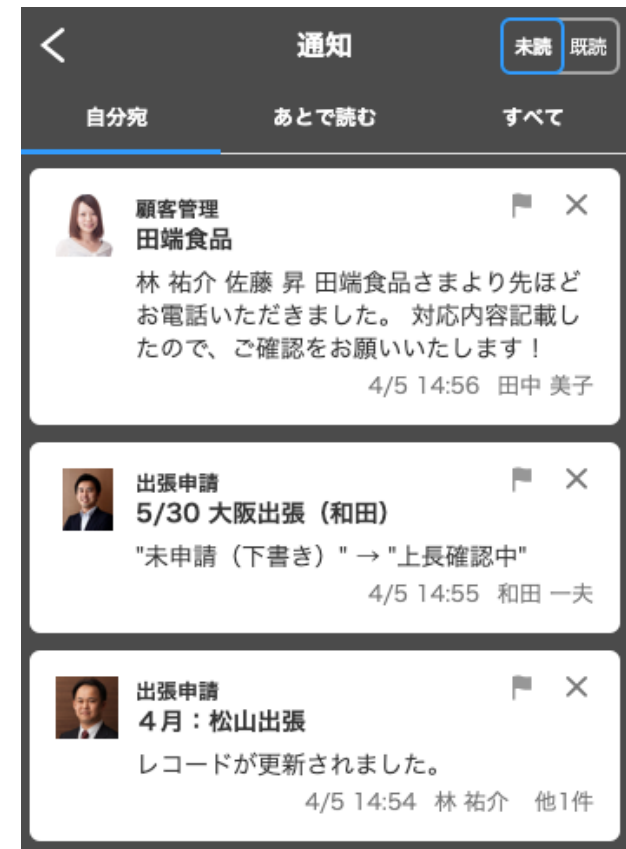 通知
未読 既読
自分宛 あとで読む すべて
顧客管理
田端食品
林 祐介 佐藤 昇 田端食品さまより先ほど
お電話いただきました。 対応内容記載し
たので、ご確認をお願いいたします！
4/5 14:56 田中 美子
出張申請
5/30 大阪出張（和田）
"未申請（下書き）" → "上長確認中"
4/5 14:55 和田 一夫
出張申請
４月：松山出張
レコードが更新されました。
4/5 14:54 林 祐介 他1件